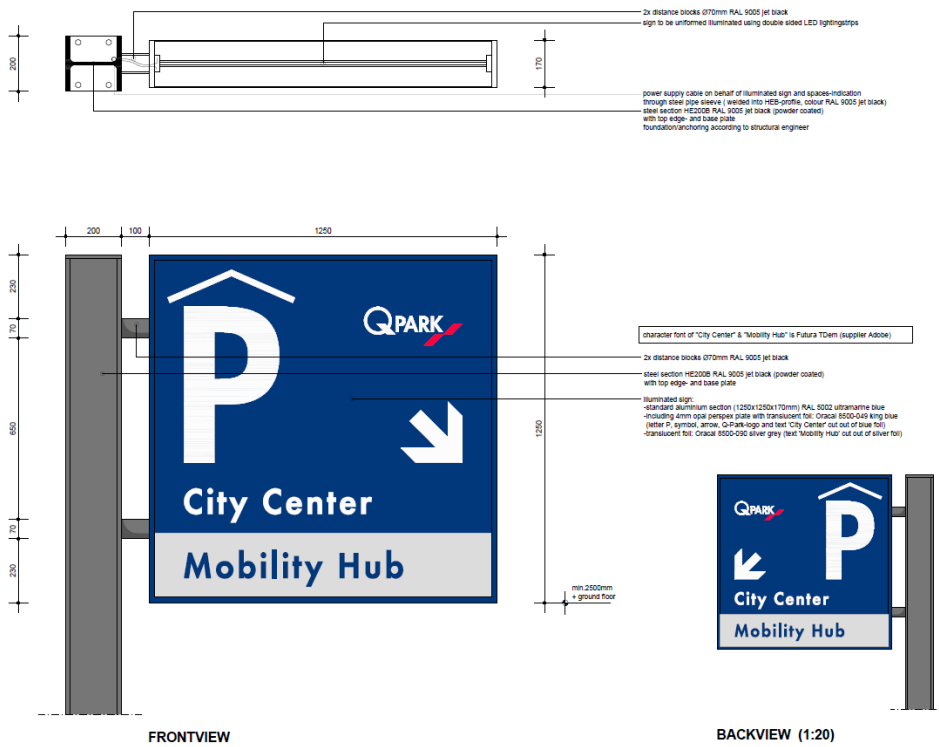 2x distance blocks Ø70mm RAL 9005 jet black
sign to be uniformed illuminated using double sided LED lightingstrips
200
170
power supply cable on behalf of illuminated sign and spaces-indication
through steel pipe sleeve ( welded into HEB-profile, colour RAL 9005 jet black)
steel section HE200B RAL 9005 jet black (powder coated)
with top edge- and base plate
foundation/anchoring according to structural engineer
200
100
1250
230
70
650
70
230
1250
QPARK
P
City Center
Mobility Hub
character font of "City Center" & "Mobility Hub" is Futura TDem (supplier Adobe)
2x distance blocks Ø70mm RAL 9005 jet black
steel section HE200B RAL 9005 jet black (powder coated)
with top edge- and base plate
illuminated sign:
-standard aluminium section (1250x1250x170mm) RAL 5002 ultramarine blue
-including 4mm opal perspex plate with translucent foil: Oracal 8500-049 king blue
(letter P, symbol, arrow, Q-Park-logo and text 'City Center' cut out of blue foil)
-translucent foil: Oracal 8500-090 silver grey (text 'Mobility Hub' cut out of silver foil)
min.2500mm
+ ground floor
QPARK
P
City Center
Mobility Hub
FRONTVIEW
BACKVIEW (1:20)